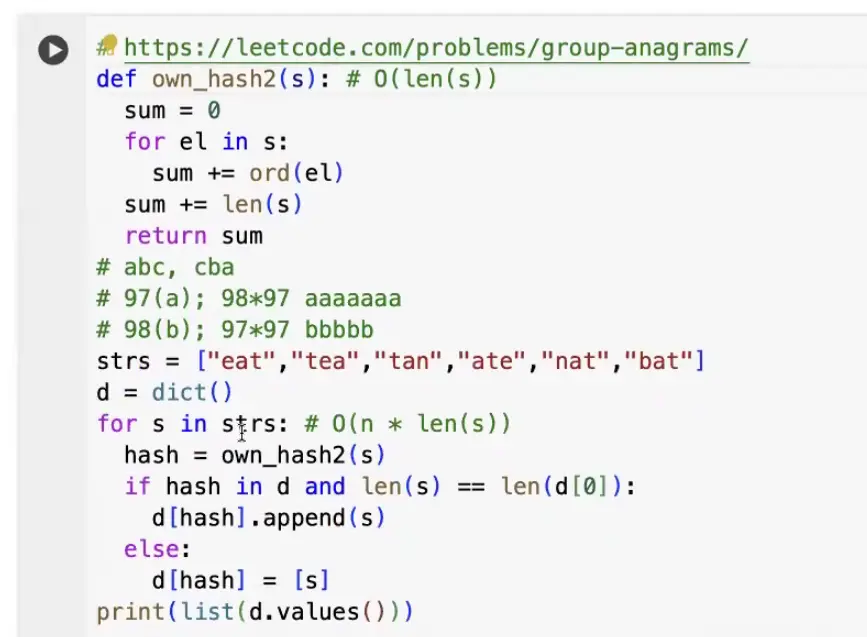 # https://leetcode.com/problems/group-anagrams/
def own_hash2(s): # O(len(s))
  sum = 0
  for el in s:
    sum += ord(el)
  sum += len(s)
  return sum
# abc, cba
# 97(a); 98*97 aaaaaaa
# 98(b); 97*97 bbbbb
strs = ["eat","tea","tan","ate","nat","bat"]
d = dict()
for s in strs: # O(n * len(s))
  hash = own_hash2(s)
  if hash in d and len(s) == len(d[0]):
    d[hash].append(s)
  else:
    d[hash] = [s]
print(list(d.values()))